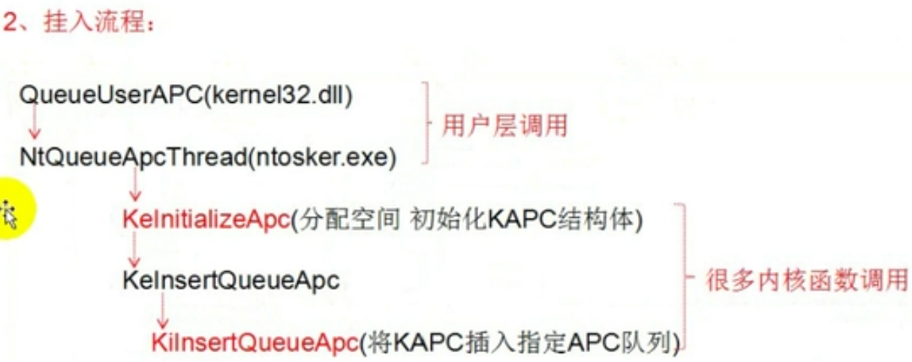 2、挂入流程:
QueueUserAPC(kernel32.dll)
用户层调用
NtQueueApcThread(ntosker.exe)
KeInitializeApc(分配空间 初始化KAPC结构体)
KeInsertQueueApc
很多内核函数调用
KiInsertQueueApc(将KAPC插入指定APC队列)